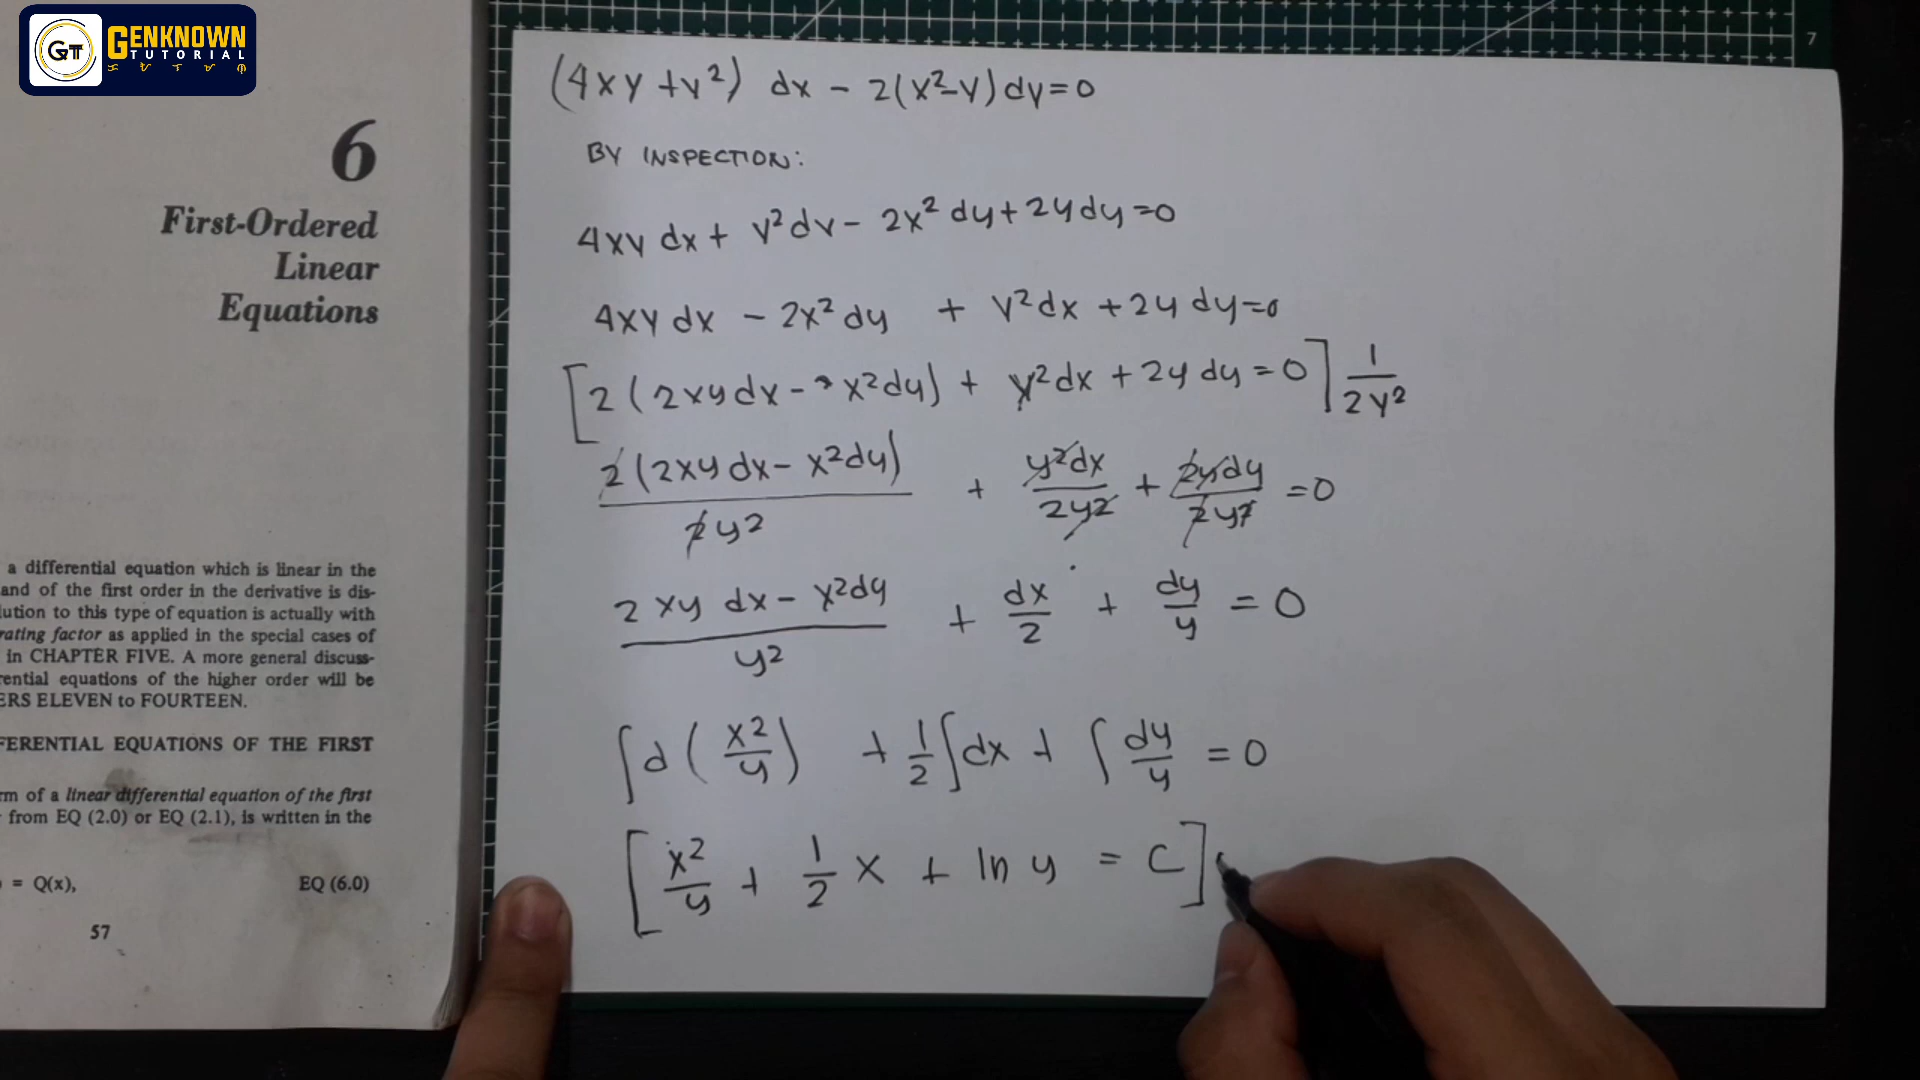 GT
GENKNOWN
TUTORIAL
6
First-Ordered
Linear
Equations
a differential equation which is linear in the
and of the first order in the derivative is dis-
lution to this type of equation is actually with
rating factor as applied in the special cases of
in CHAPTER FIVE. A more general discuss-
rential equations of the higher order will be
ERS ELEVEN to FOURTEEN.
FERENTIAL EQUATIONS OF THE FIRST
rm of a linear differential equation of the first
from EQ (2.0) or EQ (2.1), is written in the
= Q(x), EQ (6.0)
57
7
(4xy + y²) dx - 2(x² - y) dy = 0
BY INSPECTION:
4xy dx + y² dx - 2x² dy + 2y dy = 0
4xy dx - 2x² dy + y² dx + 2y dy = 0
[2(2xy dx - x² dy) + y² dx + 2y dy = 0] 1/2y²
2(2xy dx - x² dy)/2y² + y² dx/2y² + 2y dy/2y² = 0
2xy dx - x² dy/y² + dx/2 + dy/y = 0
∫d(x²/y) + 1/2 ∫dx + ∫dy/y = 0
[x²/y + 1/2 x + ln y = C]